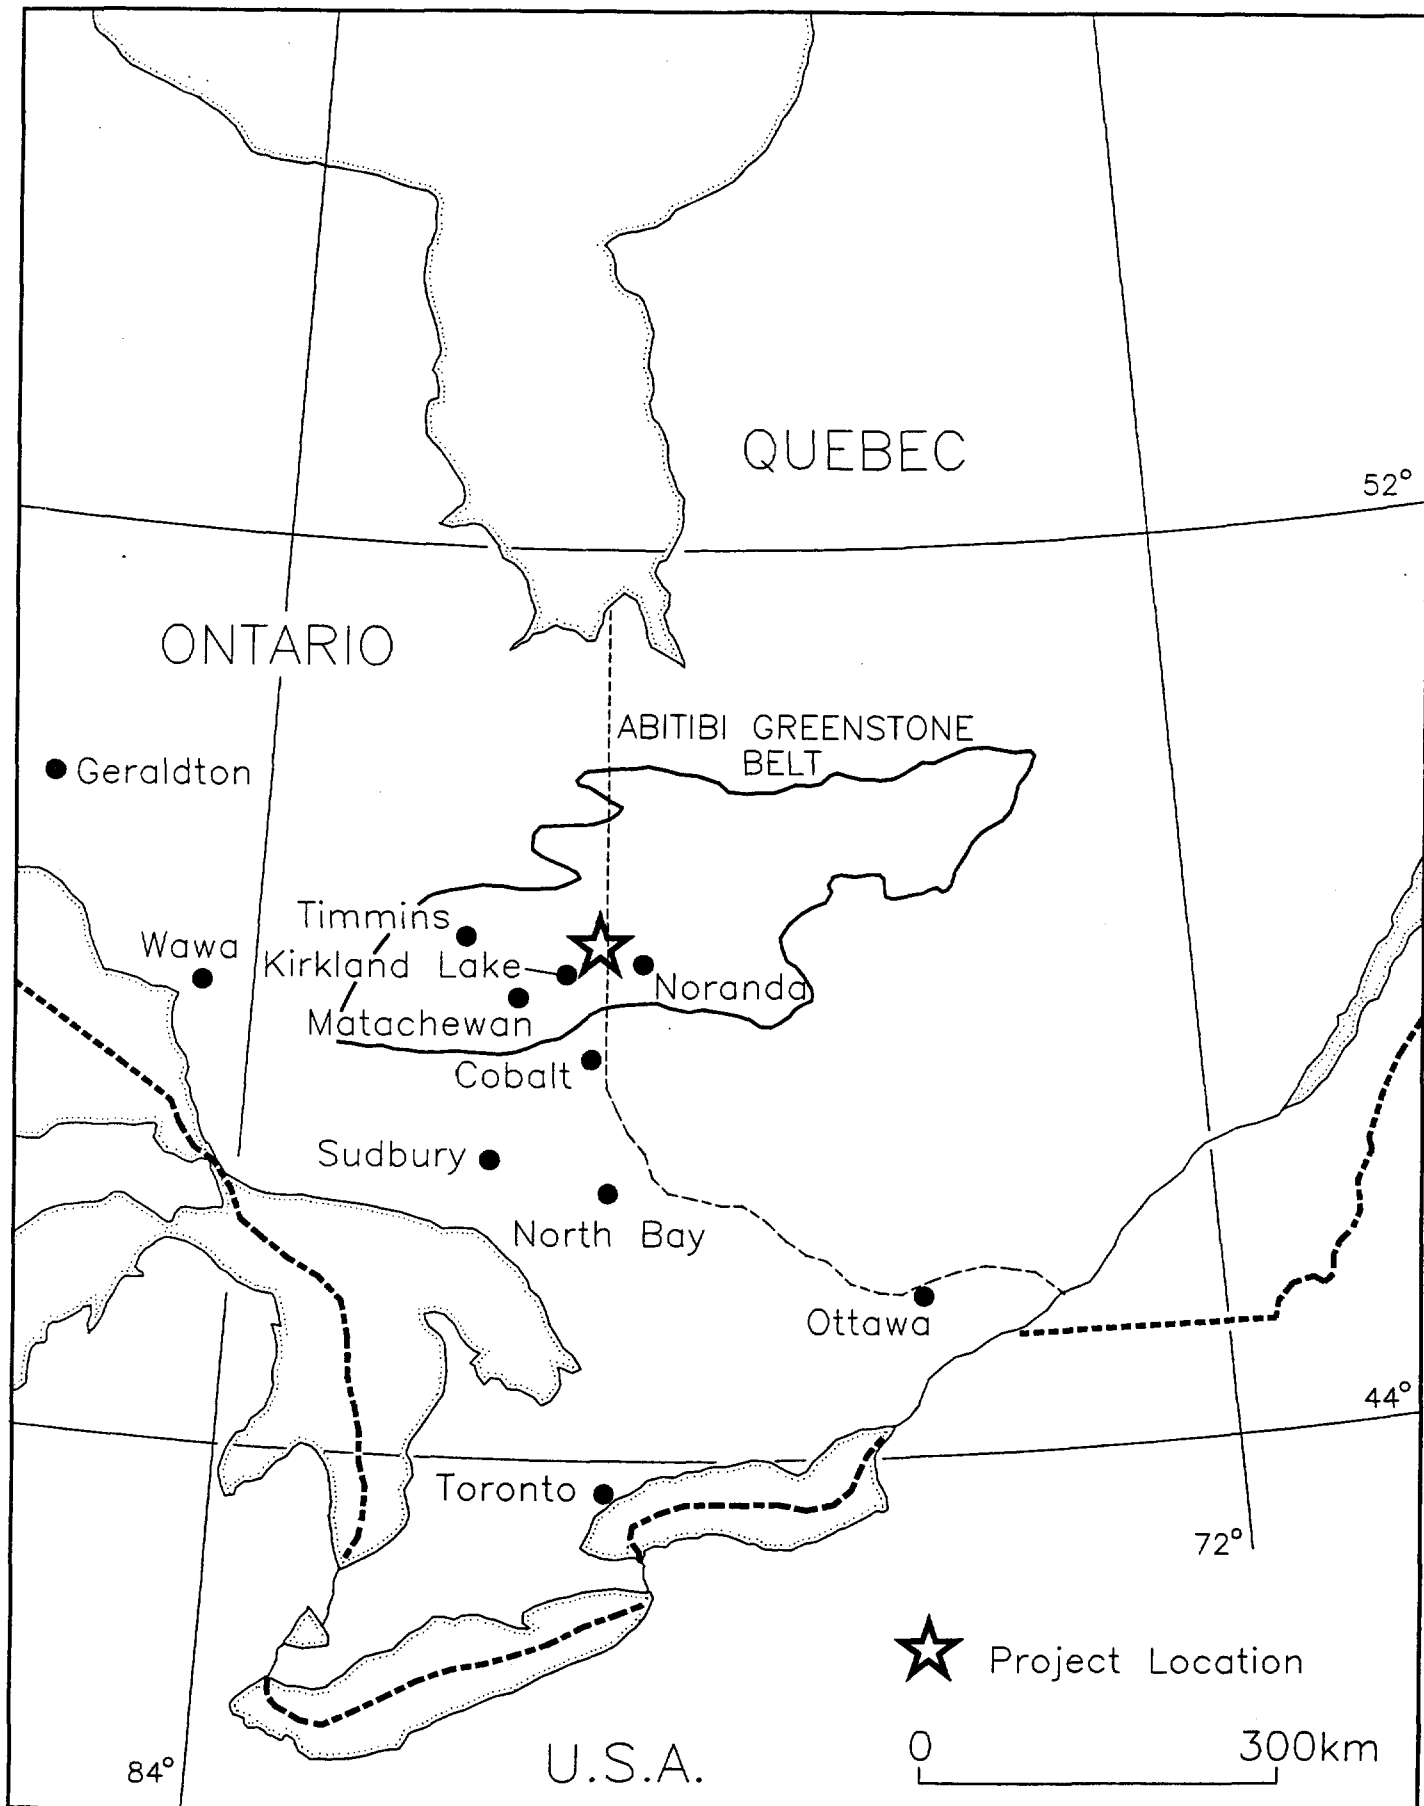 QUEBEC
52°
ONTARIO
ABITIBI GREENSTONE
BELT
Geraldton
Timmins
Wawa
Kirkland Lake
Noranda
Matachewan
Cobalt
Sudbury
North Bay
Ottawa
44°
Toronto
72°
Project Location
0 300km
84°
U.S.A.